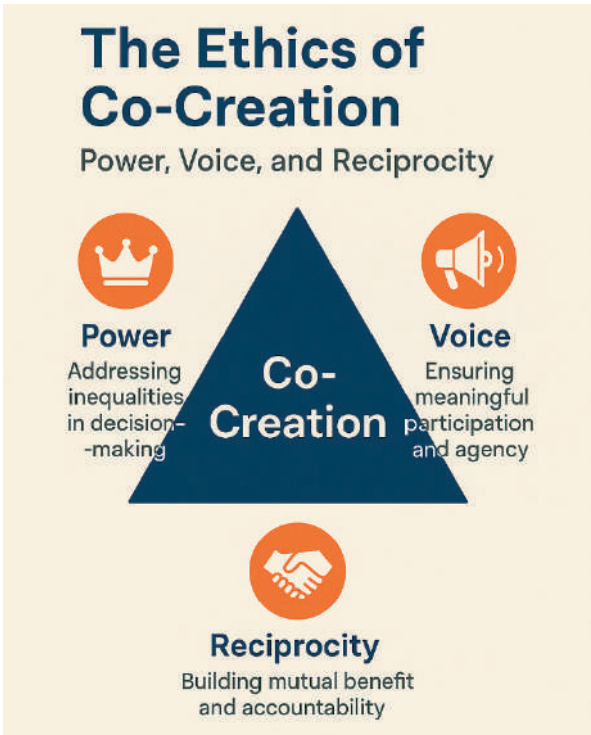 The Ethics of
Co-Creation
Power, Voice, and Reciprocity
Power
Addressing
inequalities
in decision-
-making
Co-
Creation
Voice
Ensuring
meaningful
participation
and agency
Reciprocity
Building mutual benefit
and accountability